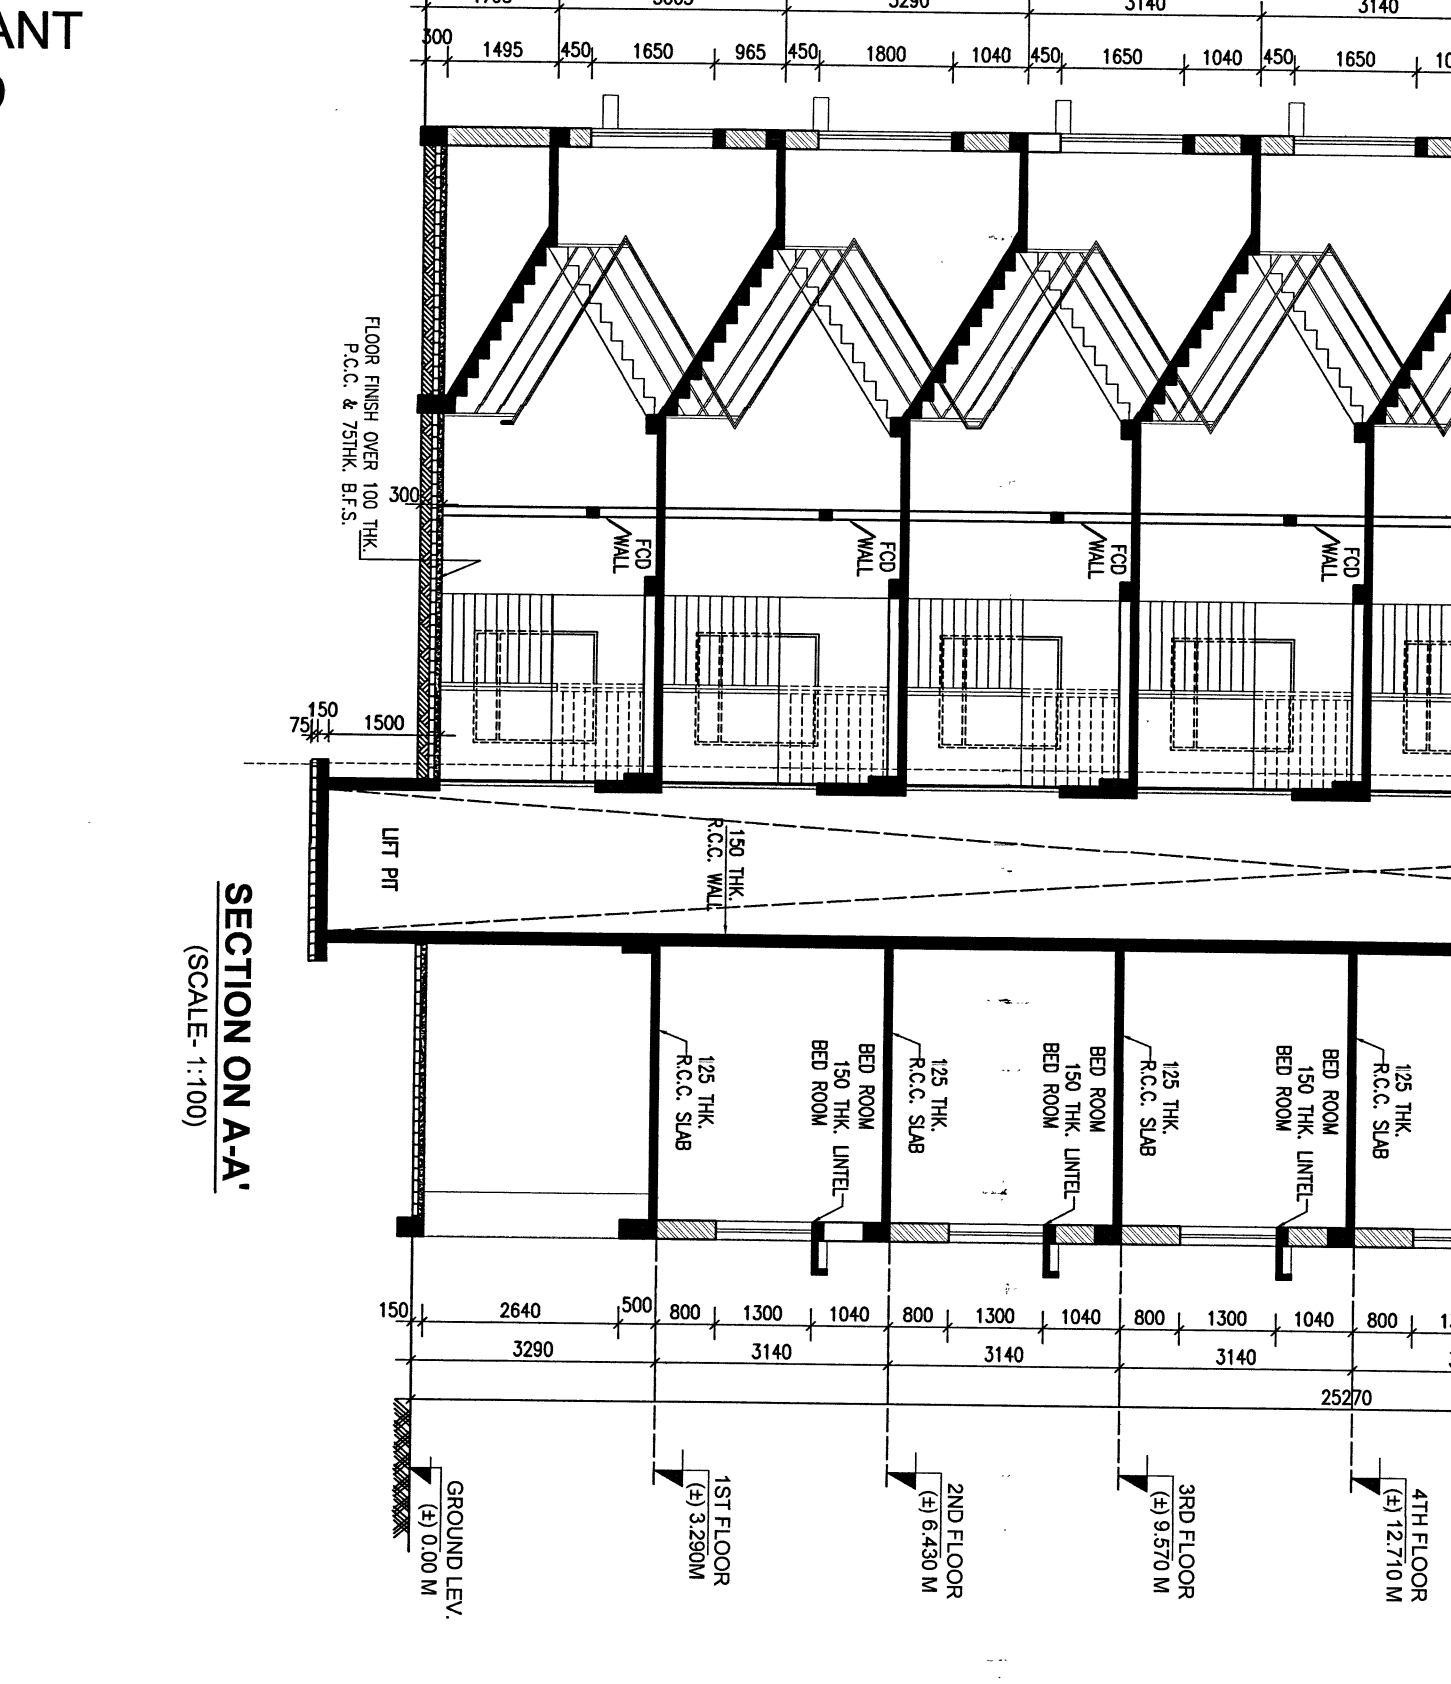 ANT
3290
3140
3140
300
1495
450
1650
965
450
1800
1040
450
1650
1040
450
1650
FLOOR FINISH OVER 100 THK.
P.C.C. & 75THK. B.F.S.
300
FCD
WALL
FCD
WALL
FCD
WALL
FCD
WALL
75
150
1500
LIFT PIT
150 THK.
R.C.C. WALL
SECTION ON A-A'
(SCALE- 1:100)
125 THK.
R.C.C. SLAB
BED ROOM
150 THK. LINTEL
BED ROOM
125 THK.
R.C.C. SLAB
BED ROOM
150 THK. LINTEL
BED ROOM
125 THK.
R.C.C. SLAB
BED ROOM
150 THK. LINTEL
BED ROOM
125 THK.
R.C.C. SLAB
150
2640
500
800
1300
1040
800
1300
1040
800
1300
1040
800
3290
3140
3140
3140
25270
GROUND LEV.
(±) 0.00 M
1ST FLOOR
(±) 3.290M
2ND FLOOR
(±) 6.430 M
3RD FLOOR
(±) 9.570 M
4TH FLOOR
(±) 12.710 M